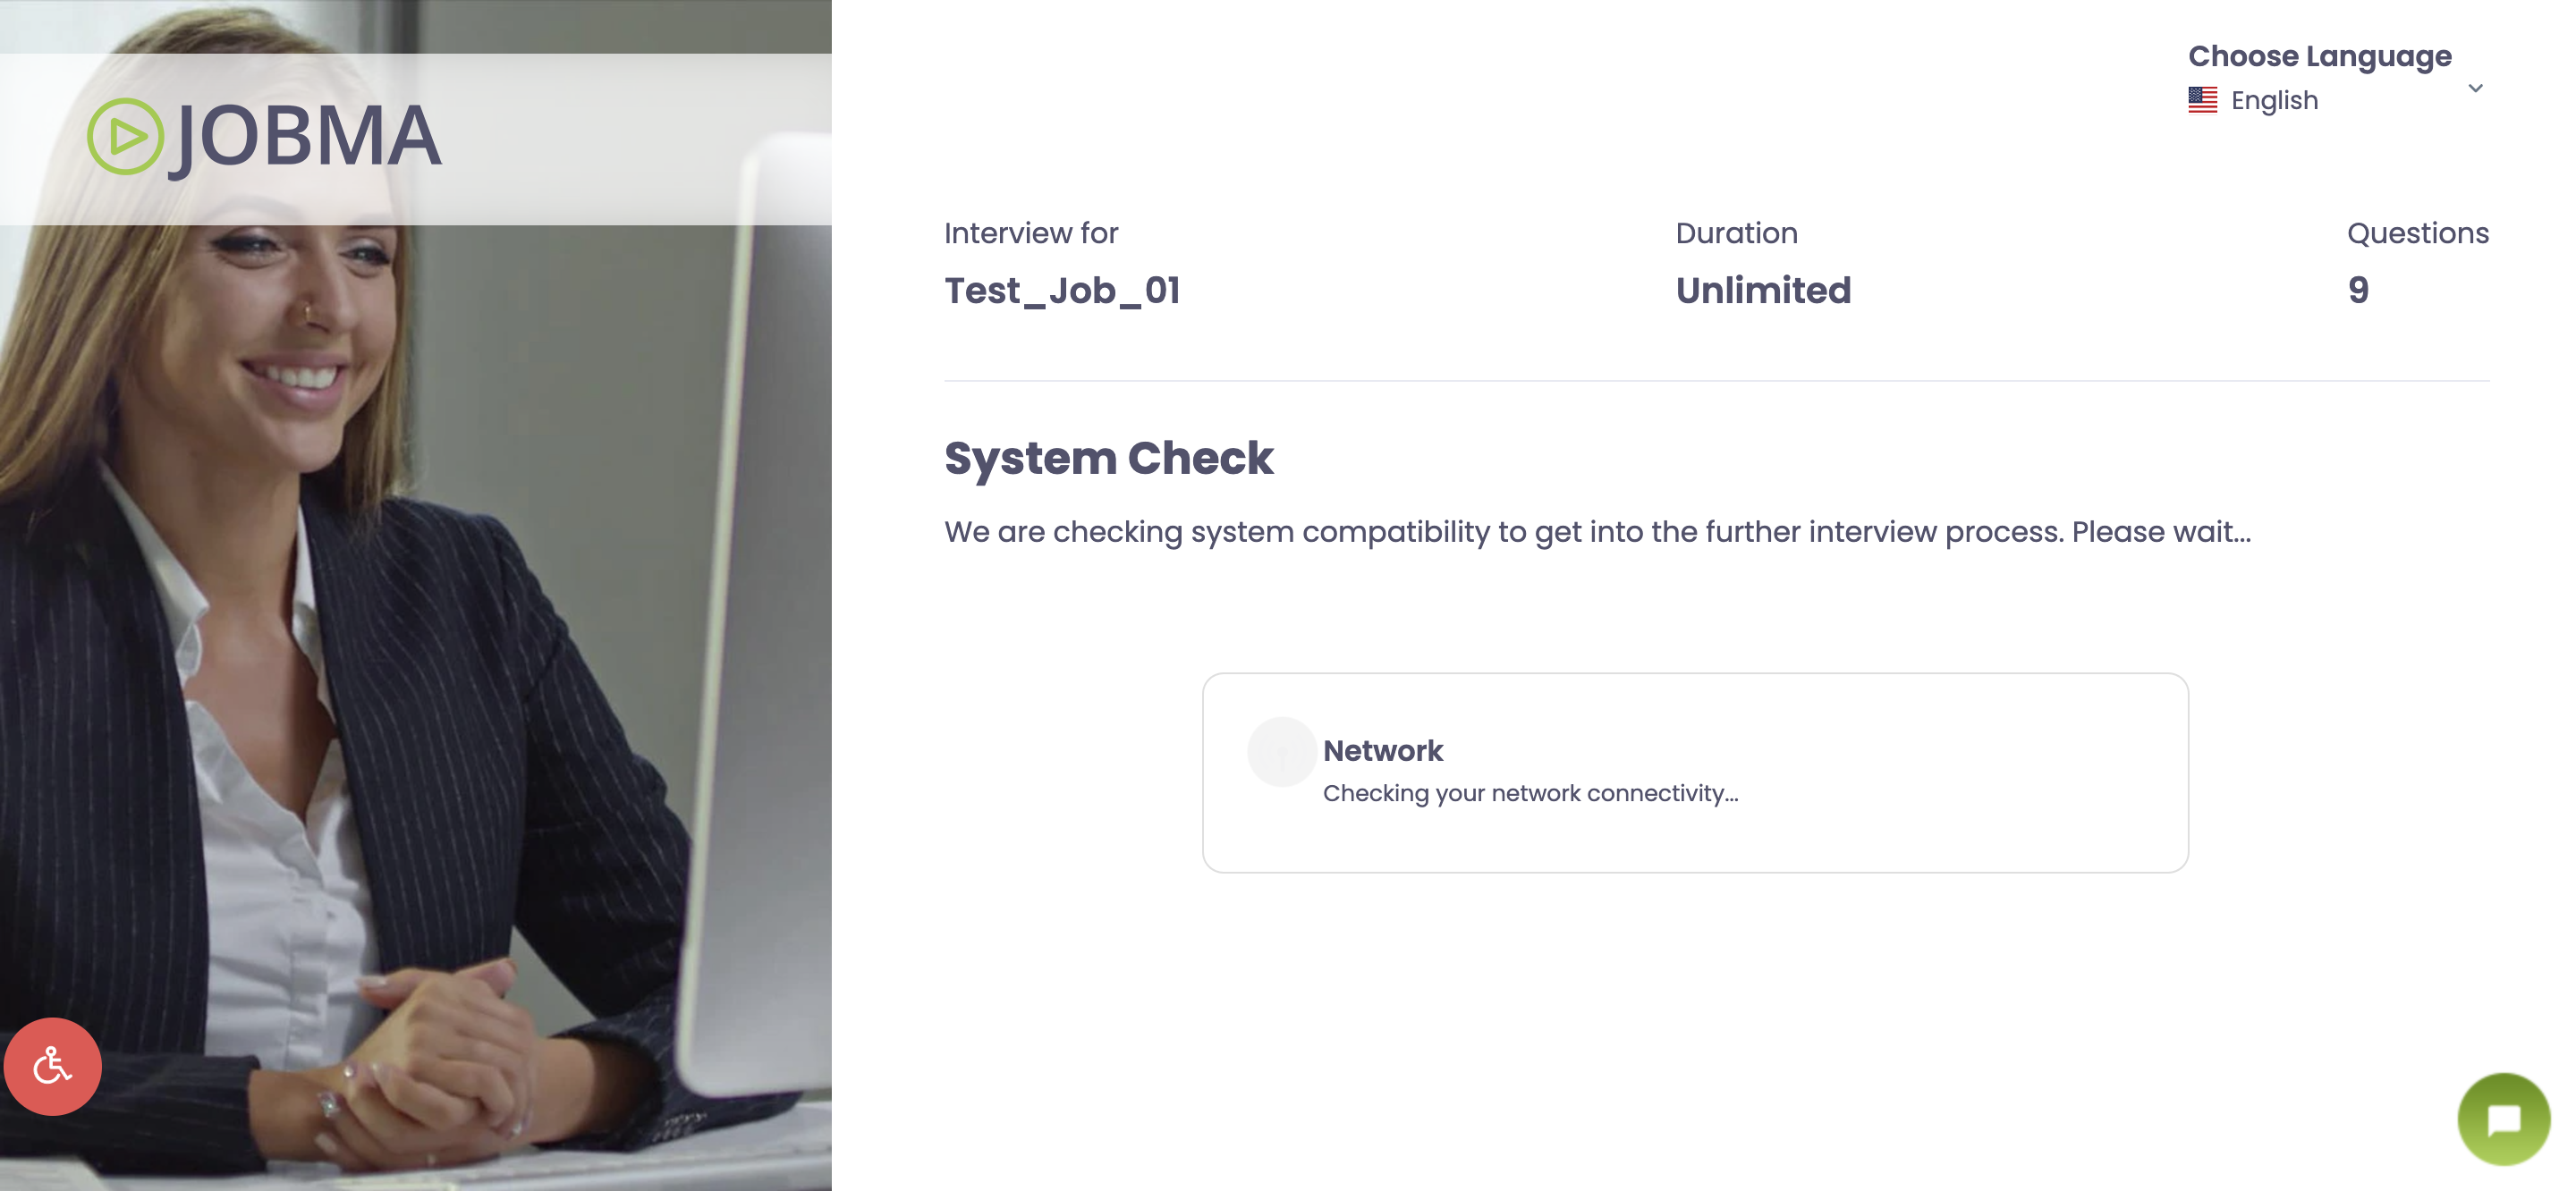 JOBMA
Choose Language
English
Interview for
Test_Job_01
Duration
Unlimited
Questions
9
System Check
We are checking system compatibility to get into the further interview process. Please wait...
Network
Checking your network connectivity...